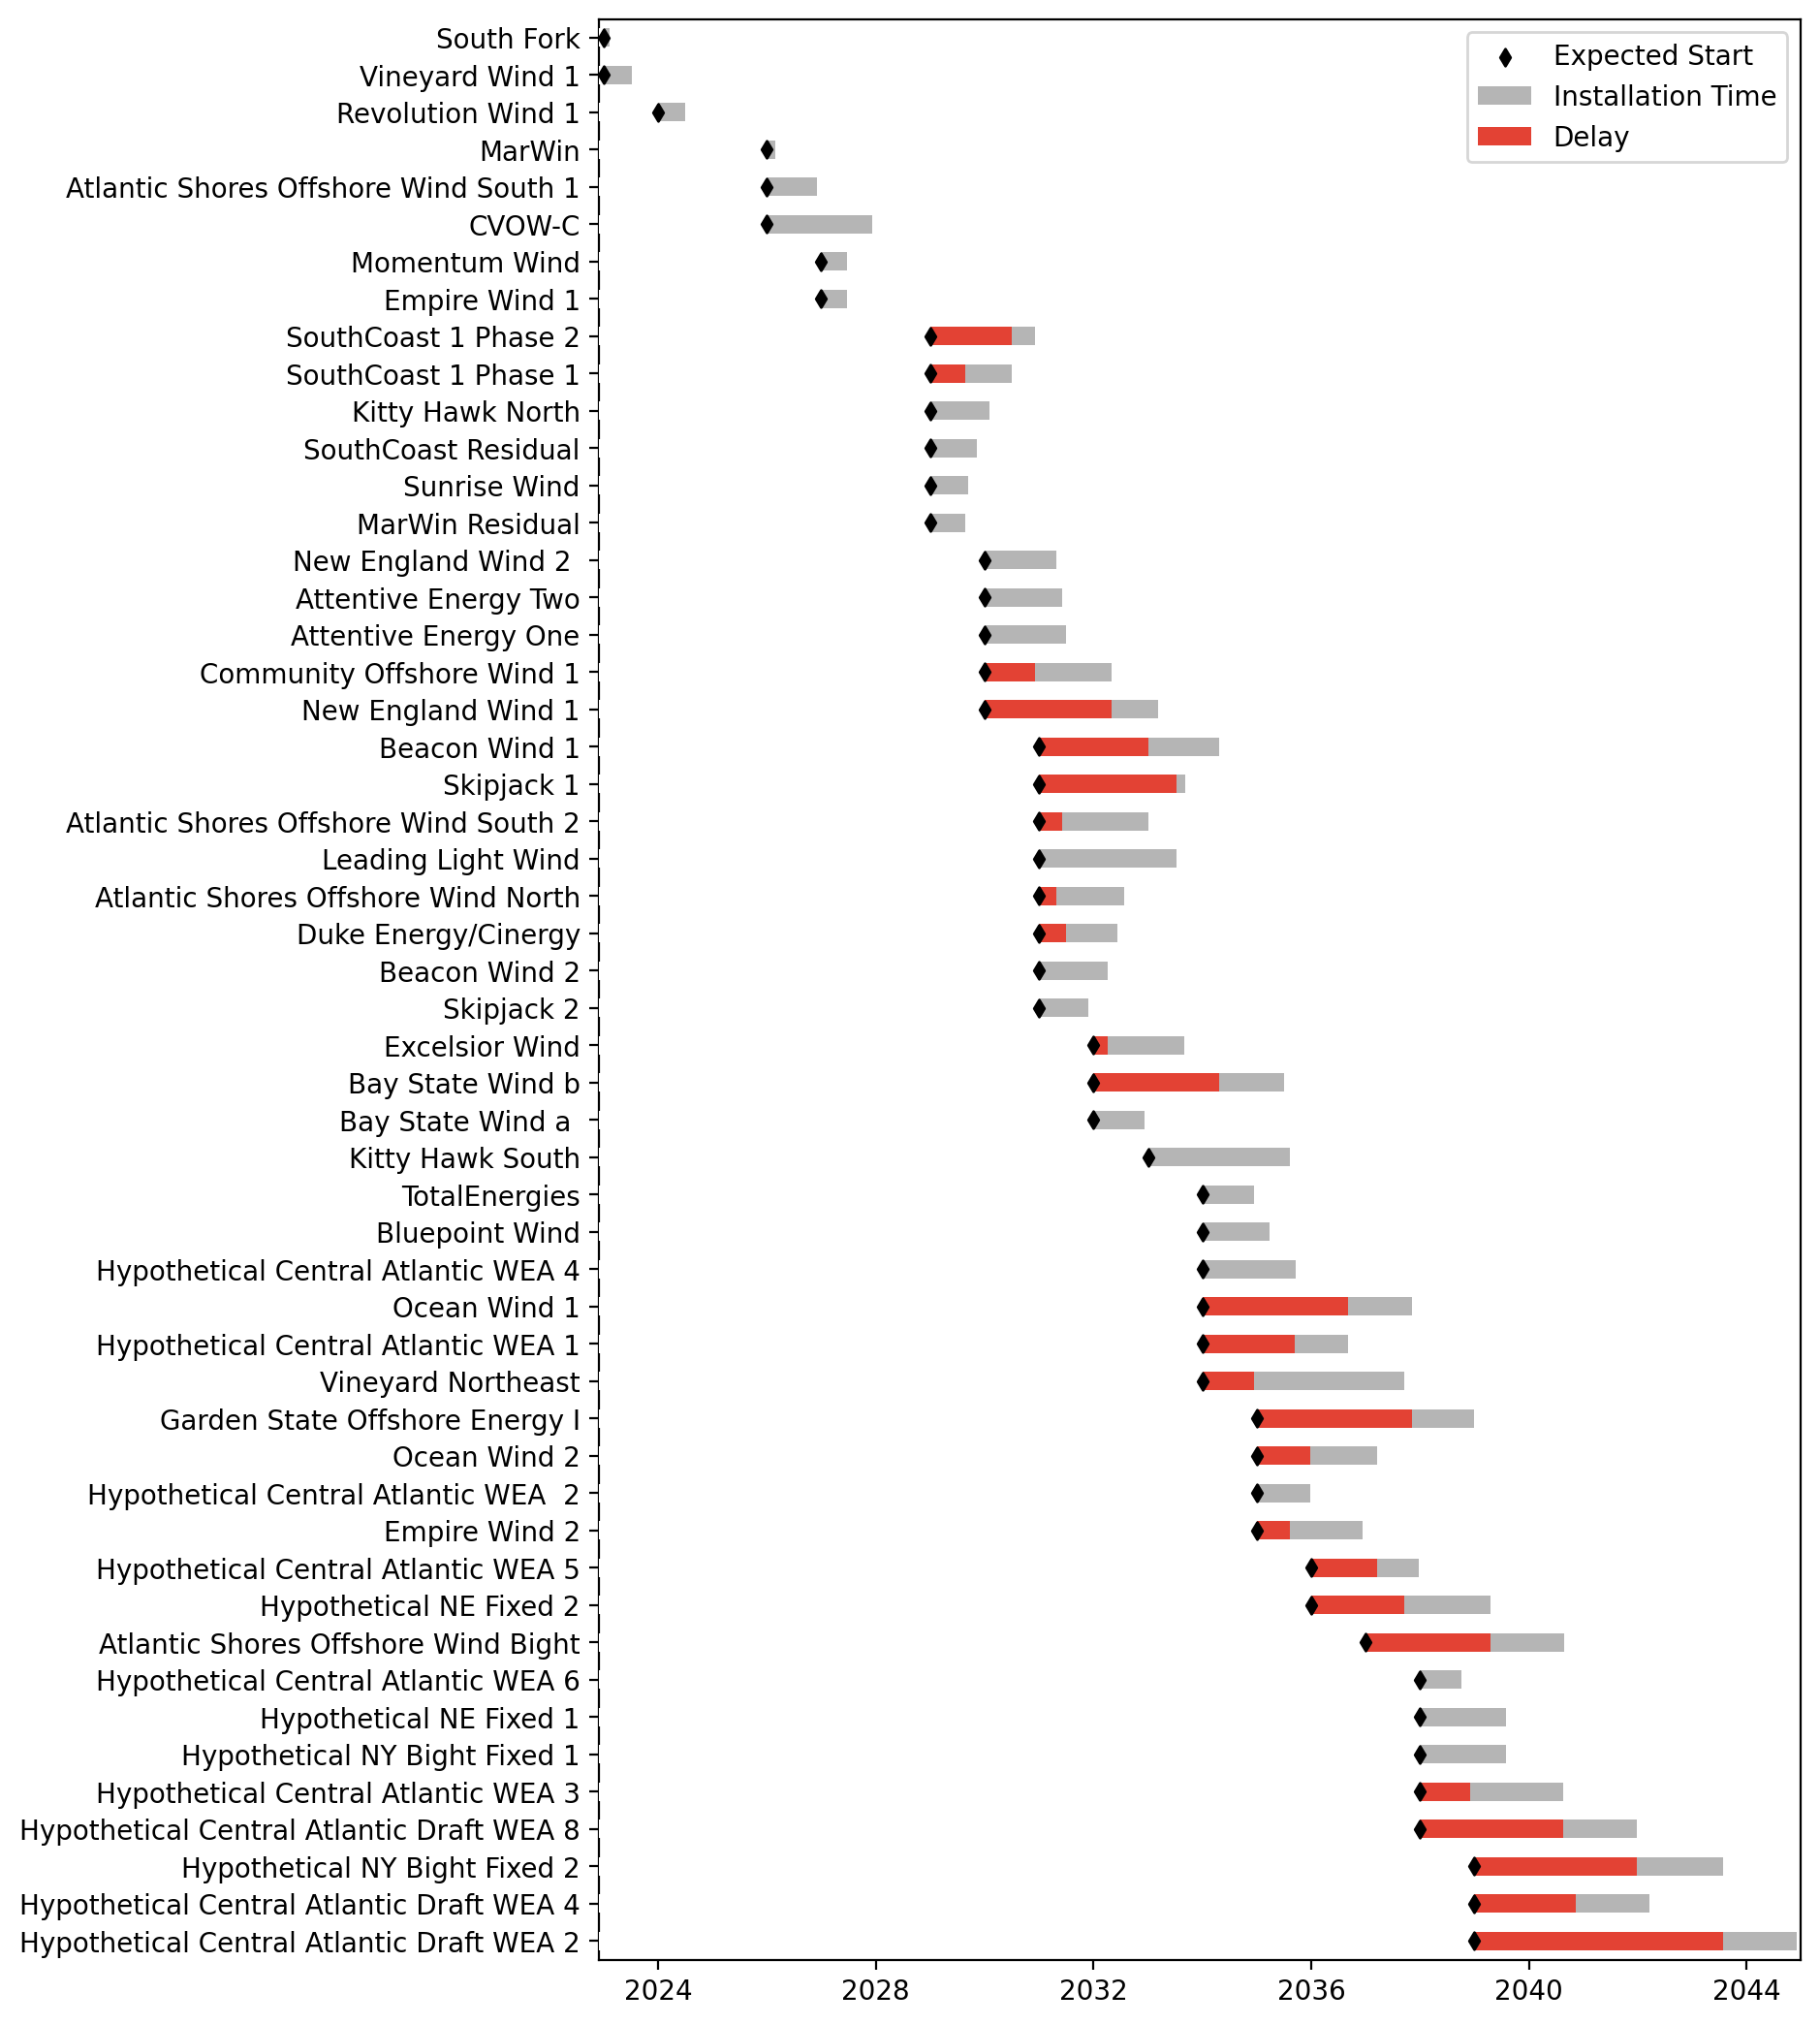 South Fork
Vineyard Wind 1
Revolution Wind 1
MarWin
Atlantic Shores Offshore Wind South 1
CVOW-C
Momentum Wind
Empire Wind 1
SouthCoast 1 Phase 2
SouthCoast 1 Phase 1
Kitty Hawk North
SouthCoast Residual
Sunrise Wind
MarWin Residual
New England Wind 2
Attentive Energy Two
Attentive Energy One
Community Offshore Wind 1
New England Wind 1
Beacon Wind 1
Skipjack 1
Atlantic Shores Offshore Wind South 2
Leading Light Wind
Atlantic Shores Offshore Wind North
Duke Energy/Cinergy
Beacon Wind 2
Skipjack 2
Excelsior Wind
Bay State Wind b
Bay State Wind a
Kitty Hawk South
TotalEnergies
Bluepoint Wind
Hypothetical Central Atlantic WEA 4
Ocean Wind 1
Hypothetical Central Atlantic WEA 1
Vineyard Northeast
Garden State Offshore Energy I
Ocean Wind 2
Hypothetical Central Atlantic WEA  2
Empire Wind 2
Hypothetical Central Atlantic WEA 5
Hypothetical NE Fixed 2
Atlantic Shores Offshore Wind Bight
Hypothetical Central Atlantic WEA 6
Hypothetical NE Fixed 1
Hypothetical NY Bight Fixed 1
Hypothetical Central Atlantic WEA 3
Hypothetical Central Atlantic Draft WEA 8
Hypothetical NY Bight Fixed 2
Hypothetical Central Atlantic Draft WEA 4
Hypothetical Central Atlantic Draft WEA 2
Expected Start
Installation Time
Delay
2024 2028 2032 2036 2040 2044